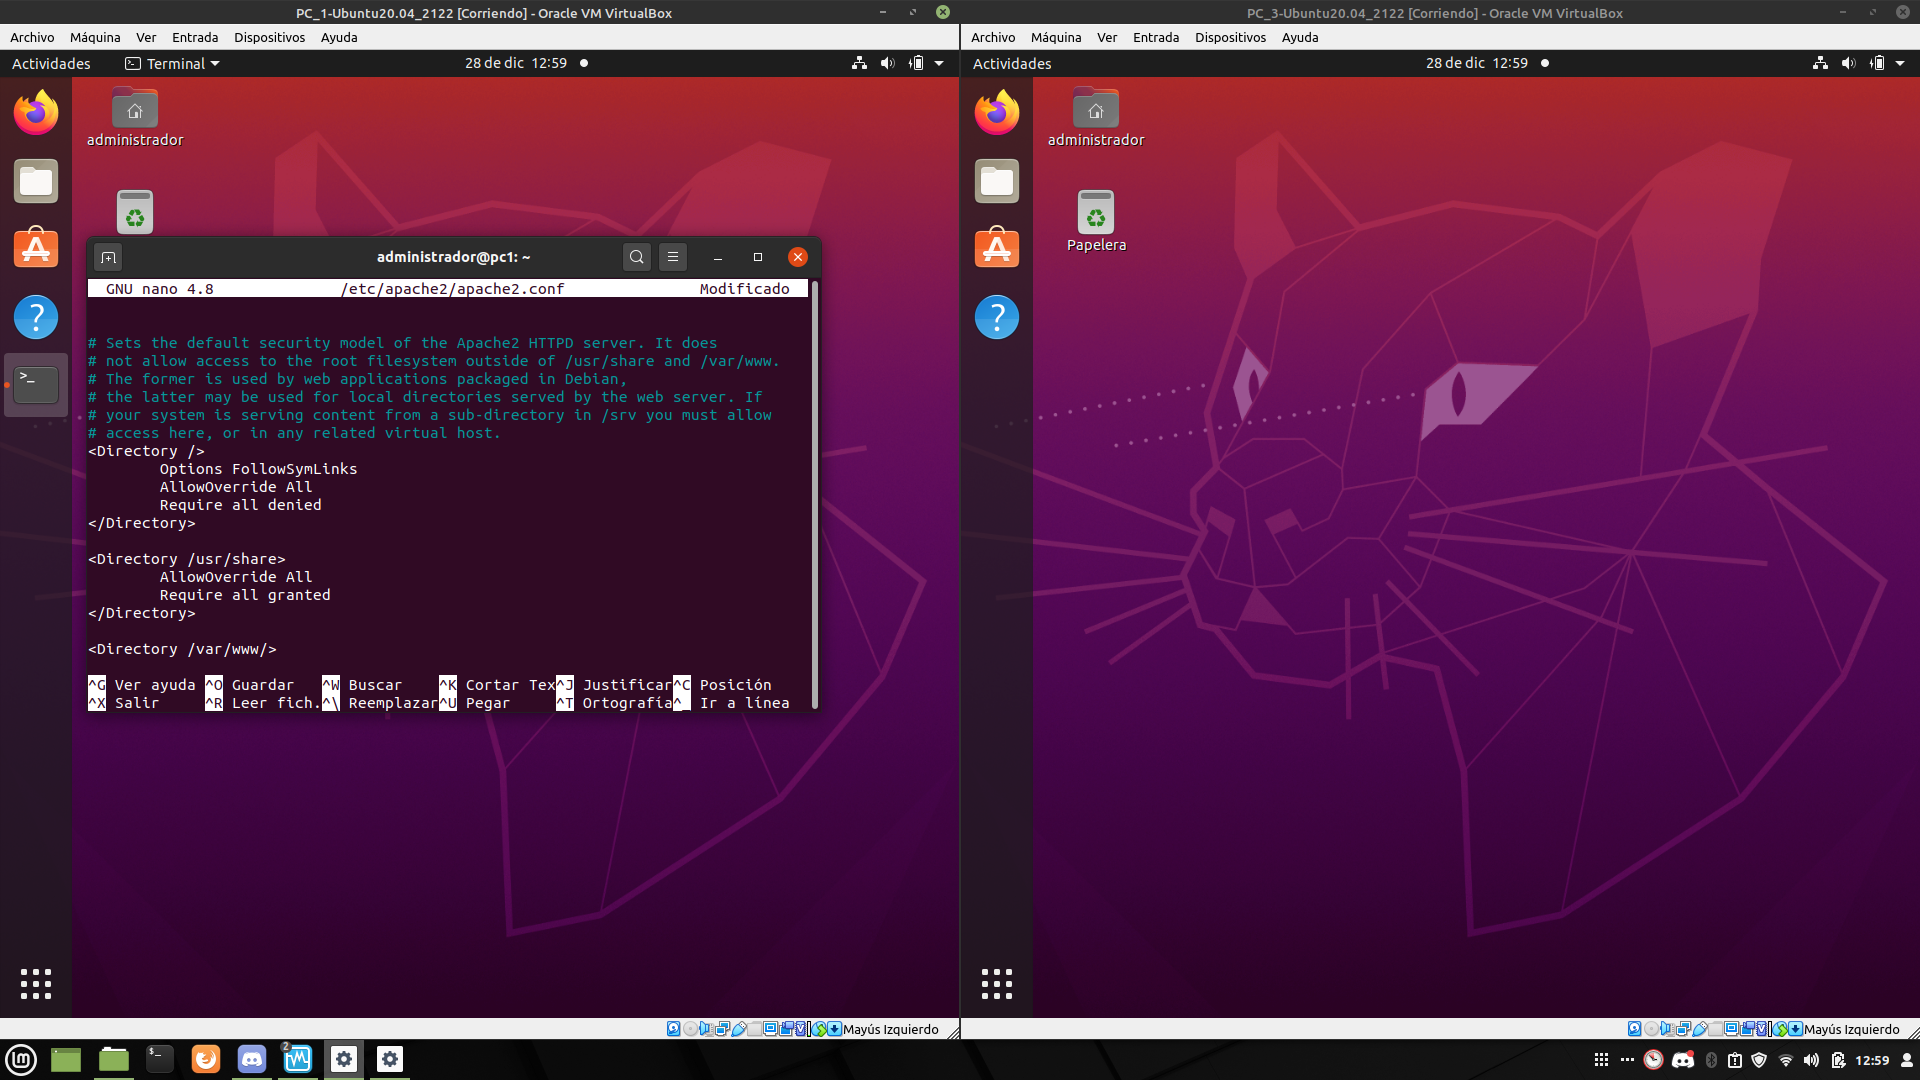 PC_1-Ubuntu20.04_2122 [Corriendo] - Oracle VM VirtualBox
Archivo Máquina Ver Entrada Dispositivos Ayuda
Actividades Terminal 28 de dic 12:59
administrador
administrador@pc1: ~
GNU nano 4.8 /etc/apache2/apache2.conf Modificado
# Sets the default security model of the Apache2 HTTPD server. It does
# not allow access to the root filesystem outside of /usr/share and /var/www.
# The former is used by web applications packaged in Debian,
# the latter may be used for local directories served by the web server. If
# your system is serving content from a sub-directory in /srv you must allow
# access here, or in any related virtual host.
<Directory />
Options FollowSymLinks
AllowOverride All
Require all denied
</Directory>
<Directory /usr/share>
AllowOverride All
Require all granted
</Directory>
<Directory /var/www/>
^G Ver ayuda ^O Guardar ^W Buscar ^K Cortar Tex^J Justificar^C Posición
^X Salir ^R Leer fich.^\ Reemplazar^U Pegar ^T Ortografía^_ Ir a línea
Mayús Izquierdo
PC_3-Ubuntu20.04_2122 [Corriendo] - Oracle VM VirtualBox
Archivo Máquina Ver Entrada Dispositivos Ayuda
Actividades 28 de dic 12:59
administrador
Papelera
Mayús Izquierdo
2
12:59